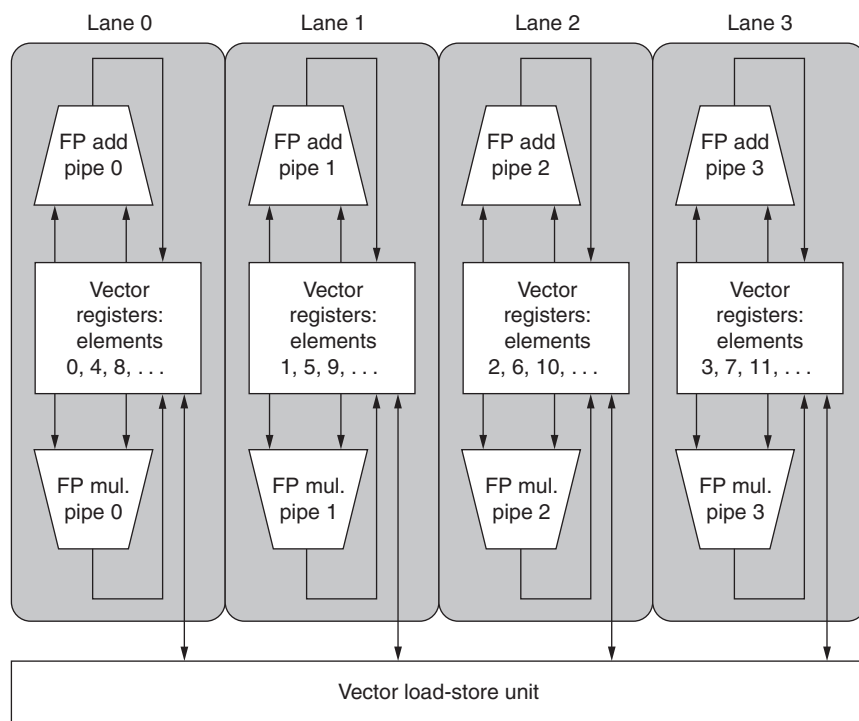 Lane 0
Lane 1
Lane 2
Lane 3
FP add
pipe 0
FP add
pipe 1
FP add
pipe 2
FP add
pipe 3
Vector
registers:
elements
0, 4, 8, . . .
Vector
registers:
elements
1, 5, 9, . . .
Vector
registers:
elements
2, 6, 10, . . .
Vector
registers:
elements
3, 7, 11, . . .
FP mul.
pipe 0
FP mul.
pipe 1
FP mul.
pipe 2
FP mul.
pipe 3
Vector load-store unit